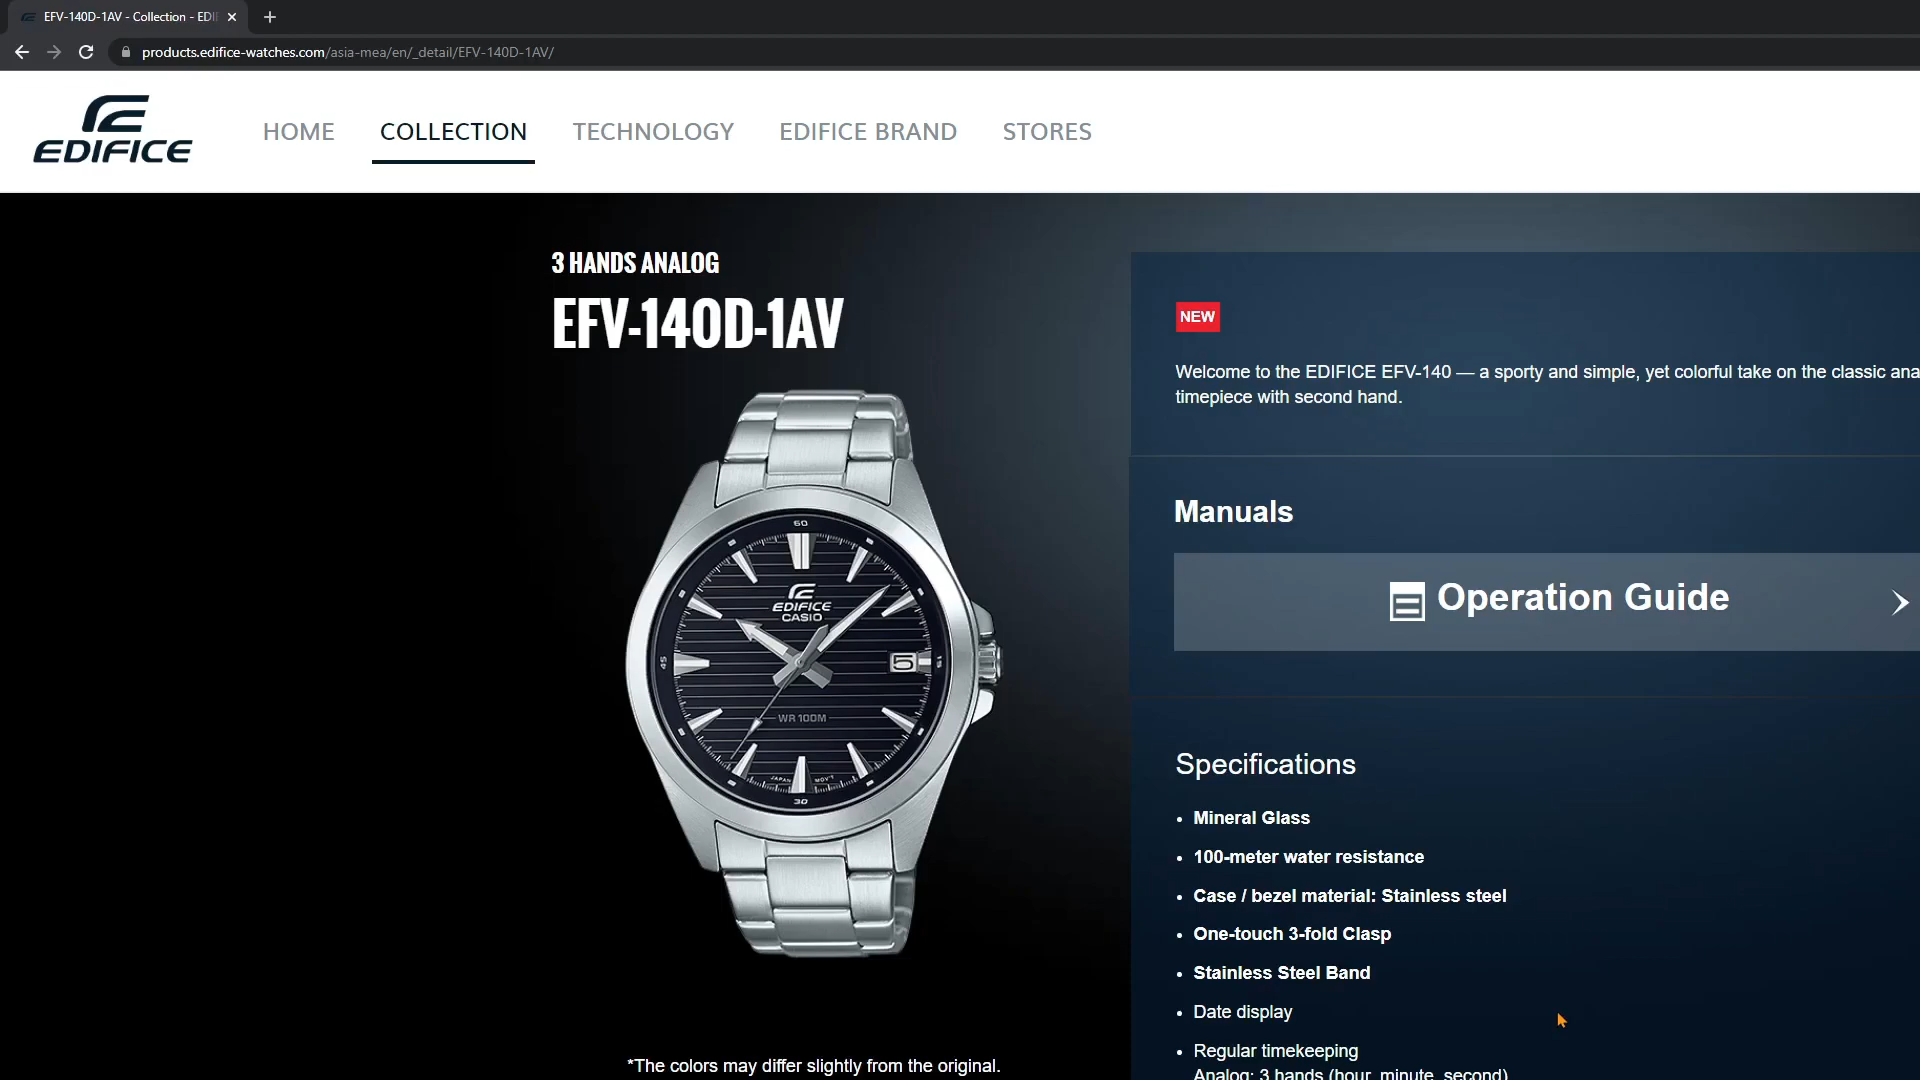 EFV-140D-1AV - Collection - EDI
products.edifice-watches.com/asia-mea/en/_detail/EFV-140D-1AV/
EDIFICE
HOME
COLLECTION
TECHNOLOGY
EDIFICE BRAND
STORES
3 HANDS ANALOG
EFV-140D-1AV
60
EDIFICE
CASIO
45
5
15
WR 100M
JAPAN MOV'T
30
*The colors may differ slightly from the original.
NEW
Welcome to the EDIFICE EFV-140 — a sporty and simple, yet colorful take on the classic ana
timepiece with second hand.
Manuals
Operation Guide
Specifications
• Mineral Glass
• 100-meter water resistance
• Case / bezel material: Stainless steel
• One-touch 3-fold Clasp
• Stainless Steel Band
• Date display
• Regular timekeeping
Analog: 3 hands (hour, minute, second)